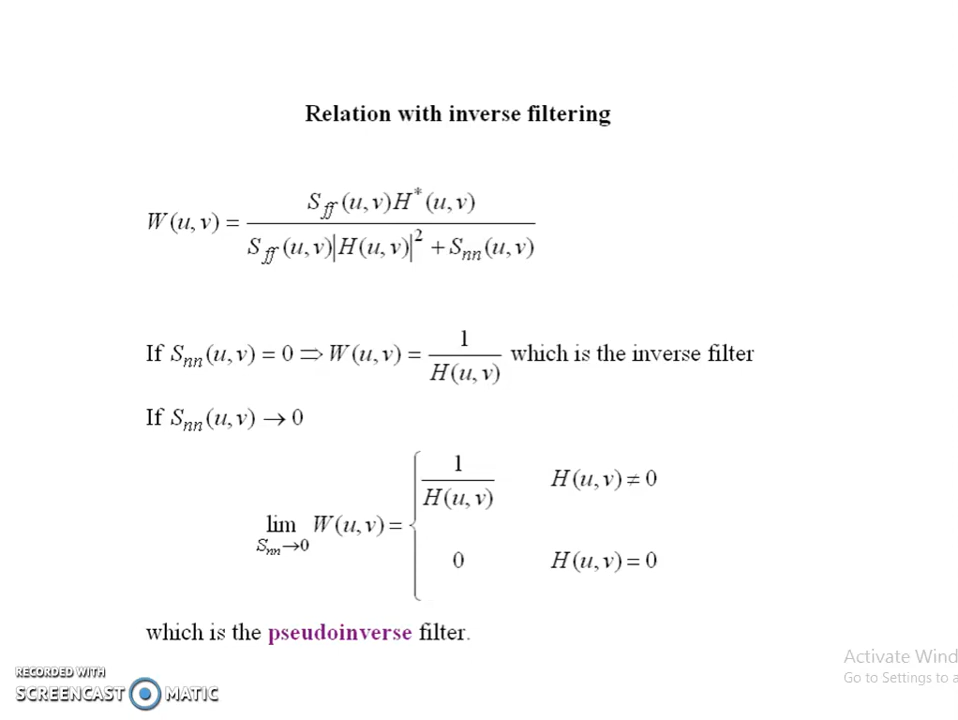 Relation with inverse filtering
W(u,v) = S_ff(u,v)H*(u,v) / S_ff(u,v)|H(u,v)|² + S_nn(u,v)
If S_nn(u,v) = 0 ⇒ W(u,v) = 1 / H(u,v) which is the inverse filter
If S_nn(u,v) → 0
lim S_nn→0 W(u,v) = { 1 / H(u,v) H(u,v) ≠ 0
0 H(u,v) = 0
which is the pseudoinverse filter.
RECORDED WITH
SCREENCAST MATIC
Activate Wind
Go to Settings to a